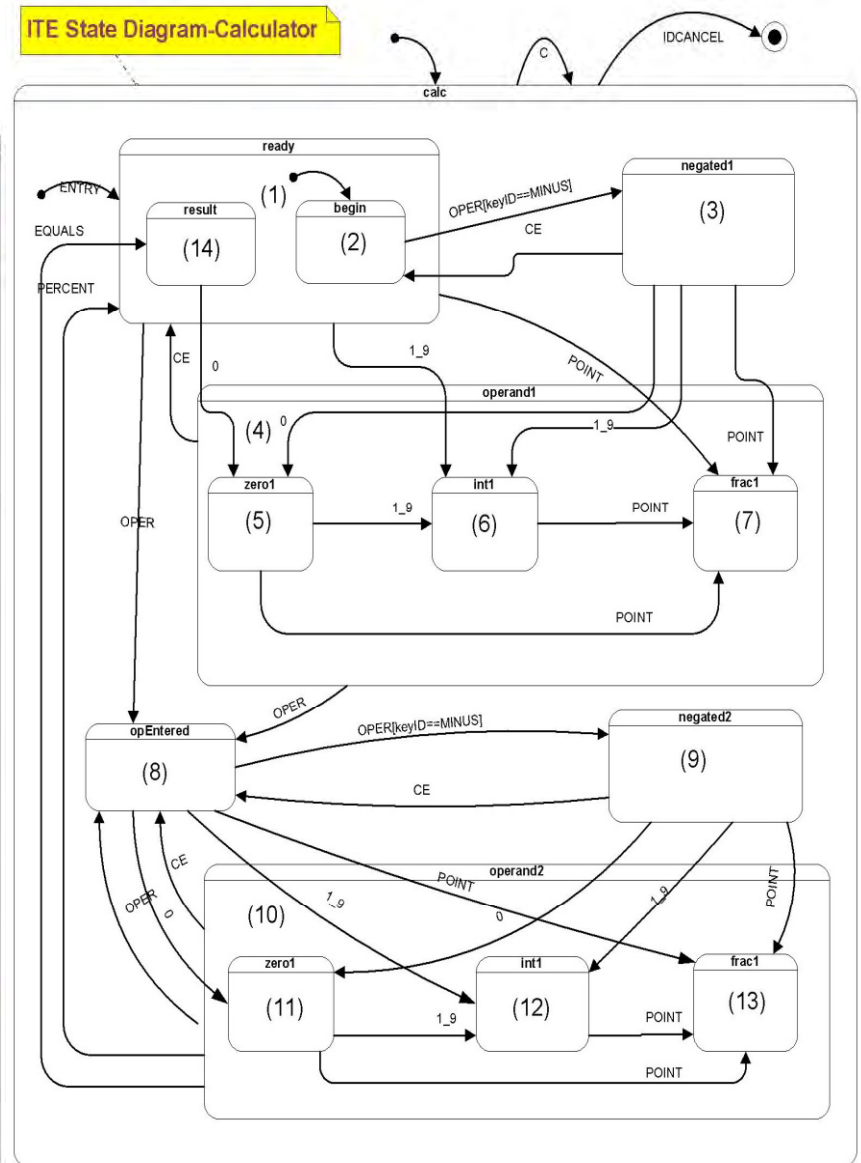 ITE State Diagram-Calculator
C
IDCANCEL
calc
ready
ENTRY
(1)
result
(14)
begin
(2)
OPER[keyID==MINUS]
negated1
(3)
EQUALS
CE
PERCENT
CE
0
1_9
POINT
operand1
(4)
0
1_9
POINT
zero1
(5)
1_9
int1
(6)
POINT
frac1
(7)
OPER
POINT
OPER
opEntered
(8)
OPER[keyID==MINUS]
negated2
(9)
CE
CE
operand2
OPER
0
1_9
POINT
0
1_9
POINT
(10)
zero1
(11)
1_9
int1
(12)
POINT
frac1
(13)
POINT